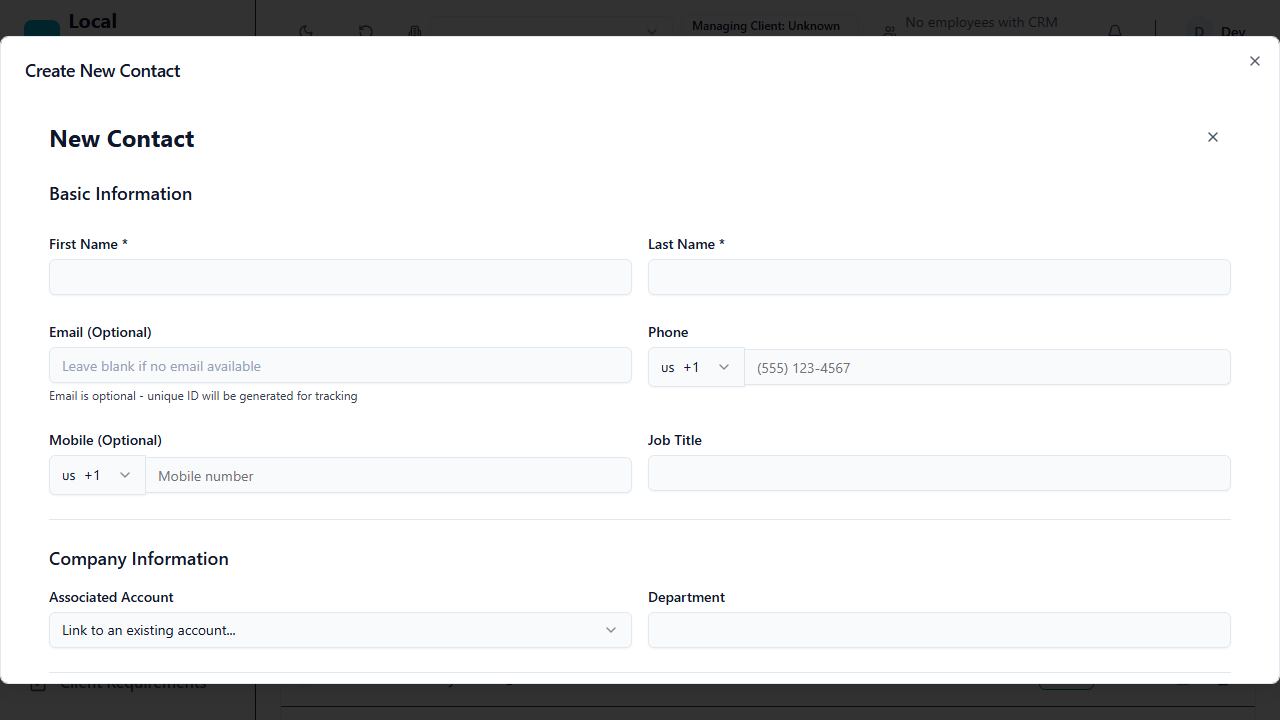 Local
Managing Client: Unknown
No employees with CRM
D Dev
Create New Contact
New Contact
Basic Information
First Name *
Last Name *
Email (Optional)
Phone
Leave blank if no email available
us +1
(555) 123-4567
Email is optional - unique ID will be generated for tracking
Mobile (Optional)
Job Title
us +1
Mobile number
Company Information
Associated Account
Department
Link to an existing account...
Client Requirements